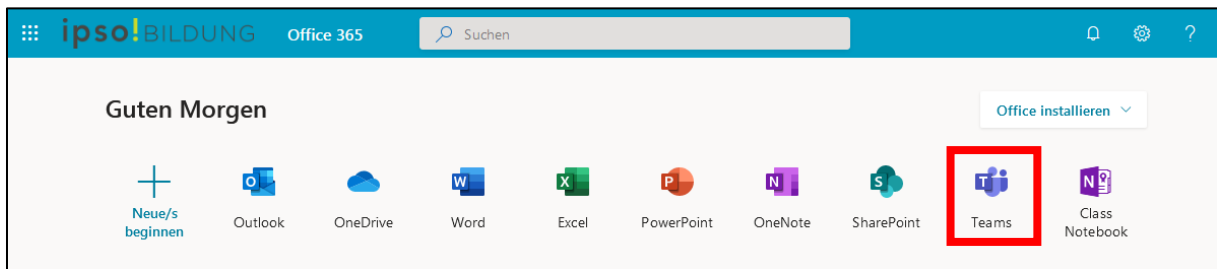 ipso!BILDUNG Office 365 Suchen ?
Guten Morgen
Office installieren
Neue/s beginnen
Outlook
OneDrive
Word
Excel
PowerPoint
OneNote
SharePoint
Teams
Class Notebook